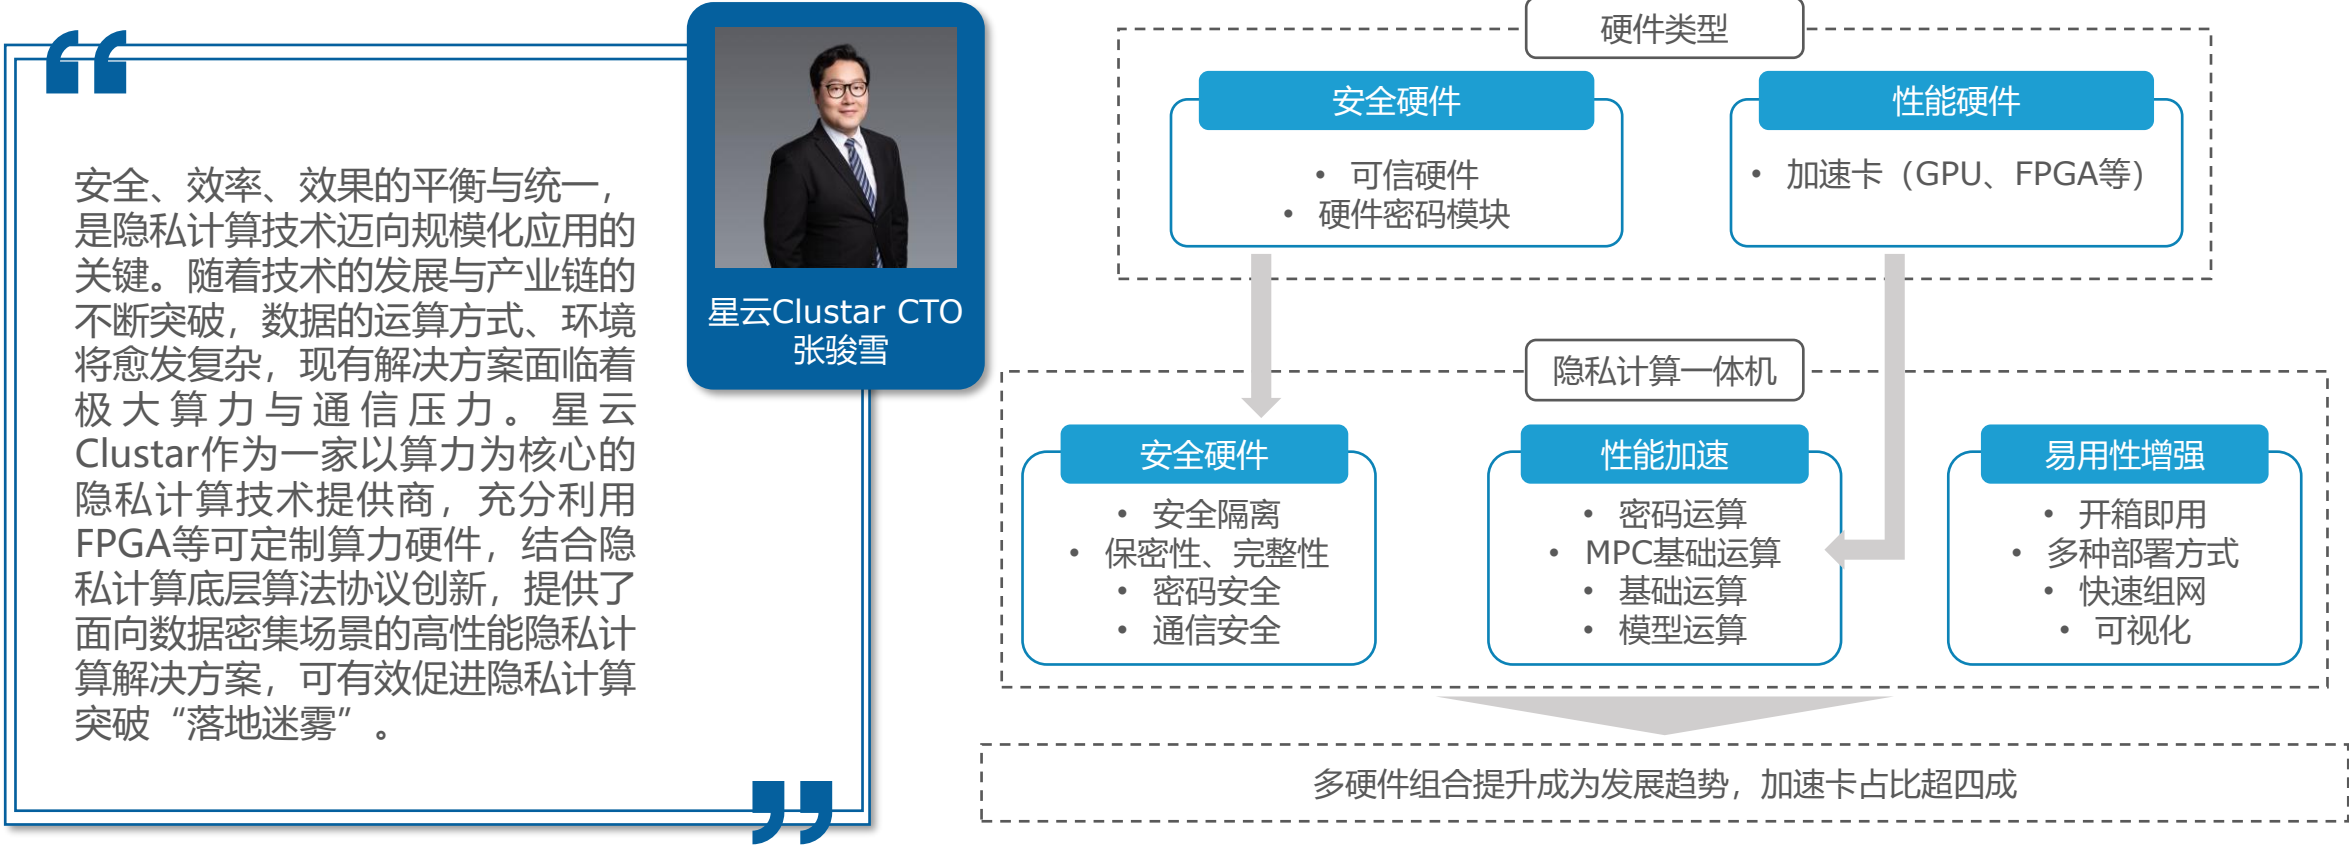 安全、效率、效果的平衡与统一，
是隐私计算技术迈向规模化应用的
关键。随着技术的发展与产业链的
不断突破，数据的运算方式、环境
将愈发复杂，现有解决方案面临着
极大算力与通信压力。星云
Clustar作为一家以算力为核心的
隐私计算技术提供商，充分利用
FPGA等可定制算力硬件，结合隐
私计算底层算法协议创新，提供了
面向数据密集场景的高性能隐私计
算解决方案，可有效促进隐私计算
突破“落地迷雾”。
星云Clustar CTO
张骏雪
硬件类型
安全硬件
• 可信硬件
• 硬件密码模块
性能硬件
• 加速卡（GPU、FPGA等）
隐私计算一体机
安全硬件
• 安全隔离
• 保密性、完整性
• 密码安全
• 通信安全
性能加速
• 密码运算
• MPC基础运算
• 基础运算
• 模型运算
易用性增强
• 开箱即用
• 多种部署方式
• 快速组网
• 可视化
多硬件组合提升成为发展趋势，加速卡占比超四成